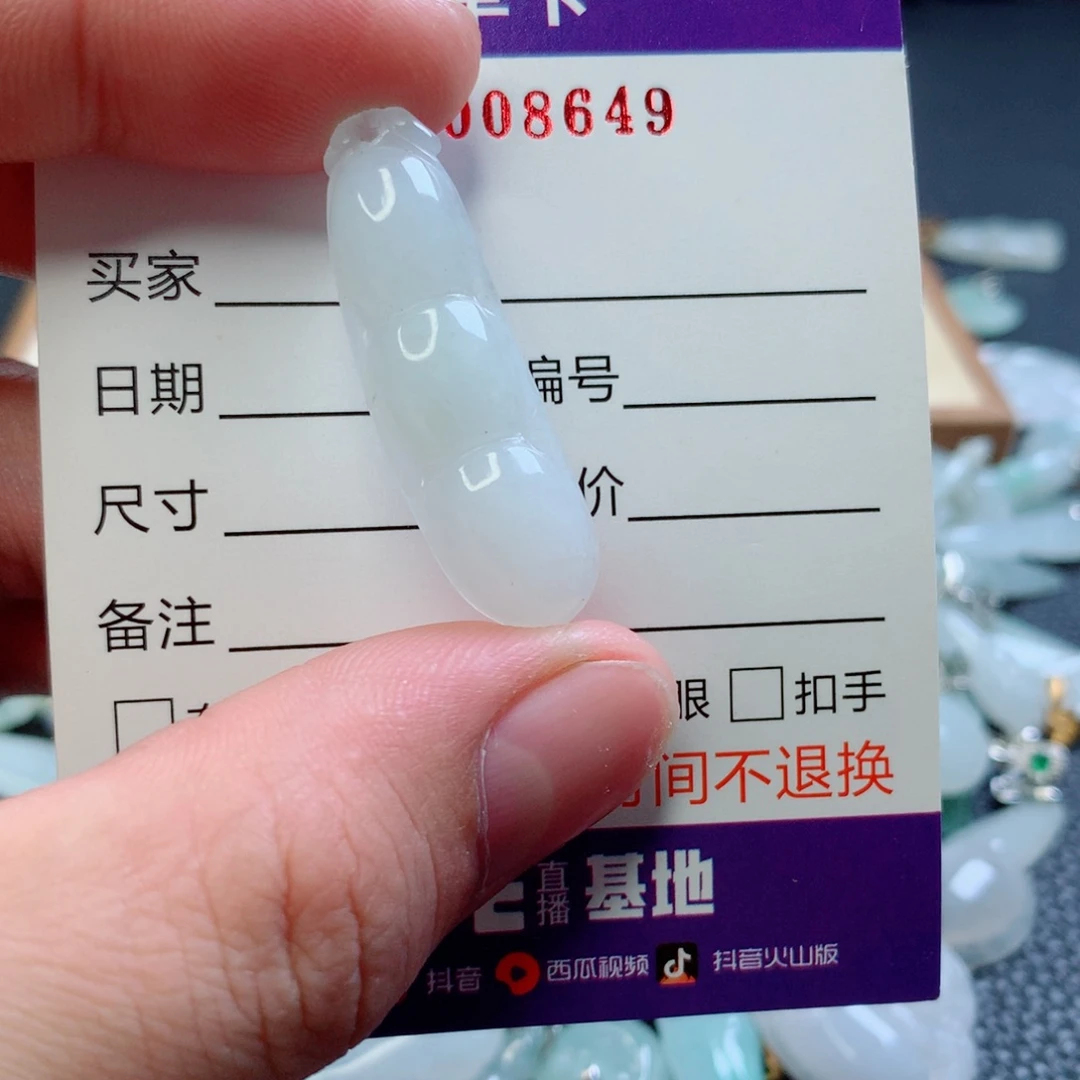 卡
008649
买家
日期 编号
尺寸 价
备注
眼 扣手
间不退换
直播 基地
抖音 西瓜视频 抖音火山版